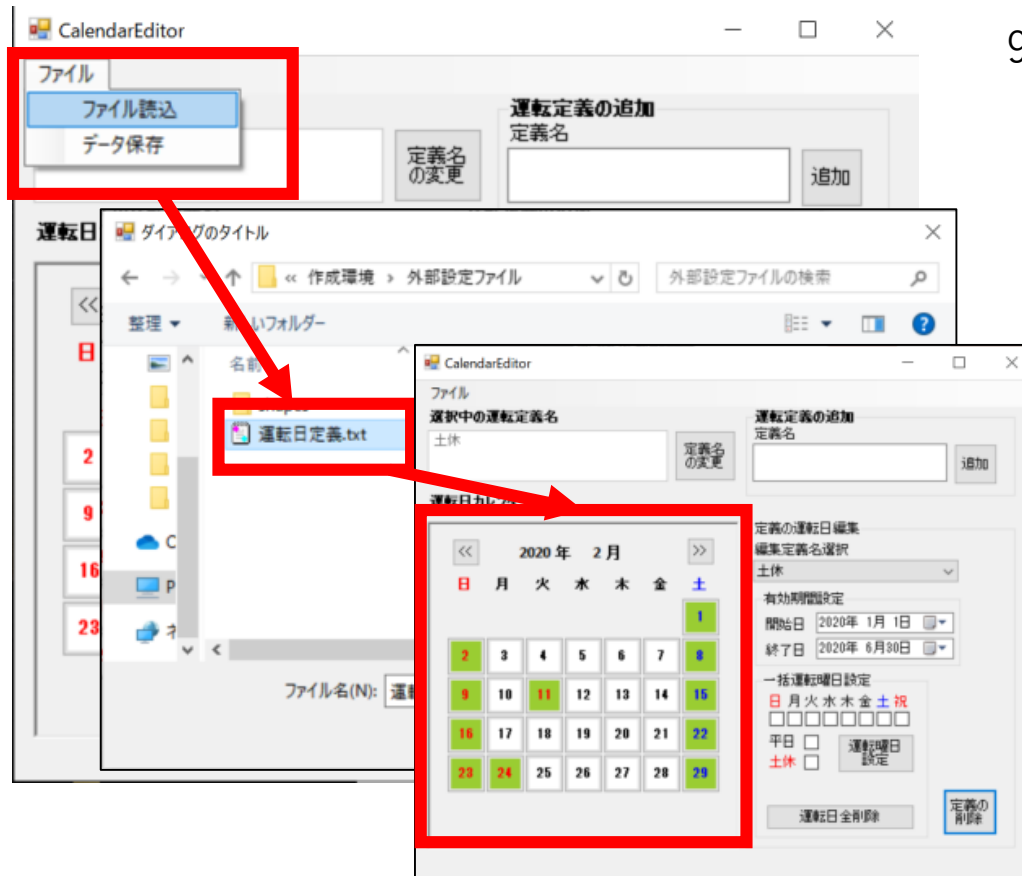 CalendarEditor
9
ファイル
ファイル読込
データ保存
定義名
の変更
運転定義の追加
定義名
追加
運転日
<<
日
2
9
16
23
ダイアログのタイトル
« 作成環境 › 外部設定ファイル
外部設定ファイルの検索
整理
新しいフォルダー
名前
運転日定義.txt
C
P
ネ
ファイル名(N):
CalendarEditor
ファイル
選択中の運転定義名
土休
定義名
の変更
運転定義の追加
定義名
追加
<< 2020 年 2 月 >>
日 月 火 水 木 金 土
1
2 3 4 5 6 7 8
9 10 11 12 13 14 15
16 17 18 19 20 21 22
23 24 25 26 27 28 29
定義の運転日編集
編集定義名選択
土休
有効期間設定
開始日 2020年 1月 1日
終了日 2020年 6月30日
一括運転曜日設定
日 月 火 水 木 金 土 祝
平日
土休
運転曜日
設定
運転日全削除
定義の
削除